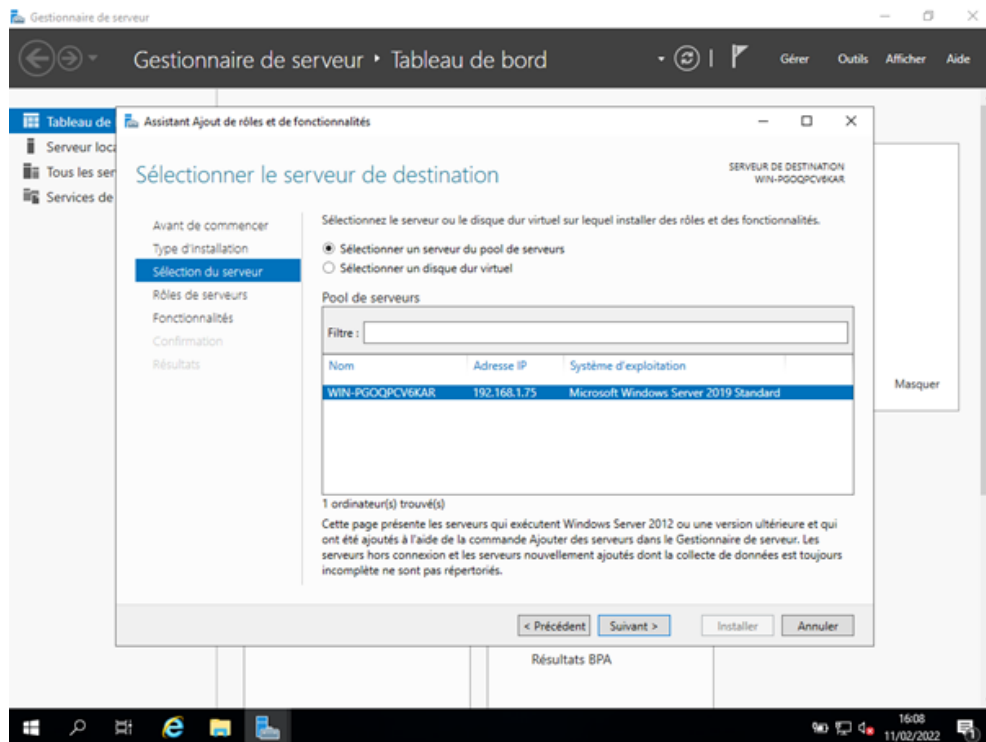 Gestionnaire de serveur
Gestionnaire de serveur ‣ Tableau de bord
Gérer Outils Afficher Aide
Tableau de
Serveur loca
Tous les ser
Services de
Assistant Ajout de rôles et de fonctionnalités
Sélectionner le serveur de destination
SERVEUR DE DESTINATION
WIN-PGOQPCV6KAR
Avant de commencer
Type d'installation
Sélection du serveur
Rôles de serveurs
Fonctionnalités
Confirmation
Résultats
Sélectionnez le serveur ou le disque dur virtuel sur lequel installer des rôles et des fonctionnalités.
Sélectionner un serveur du pool de serveurs
Sélectionner un disque dur virtuel
Pool de serveurs
Filtre :
Nom Adresse IP Système d'exploitation
WIN-PGOQPCV6KAR 192.168.1.75 Microsoft Windows Server 2019 Standard
1 ordinateur(s) trouvé(s)
Cette page présente les serveurs qui exécutent Windows Server 2012 ou une version ultérieure et qui
ont été ajoutés à l'aide de la commande Ajouter des serveurs dans le Gestionnaire de serveur. Les
serveurs hors connexion et les serveurs nouvellement ajoutés dont la collecte de données est toujours
incomplète ne sont pas répertoriés.
< Précédent Suivant > Installer Annuler
Masquer
Résultats BPA
16:08
11/02/2022
1